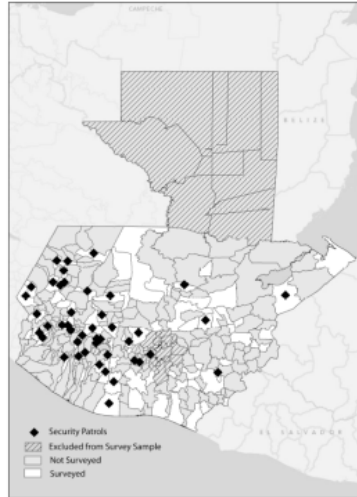 CAMPECHE
BELIZE
EL SALVADOR
Security Patrols
Excluded from Survey Sample
Not Surveyed
Surveyed